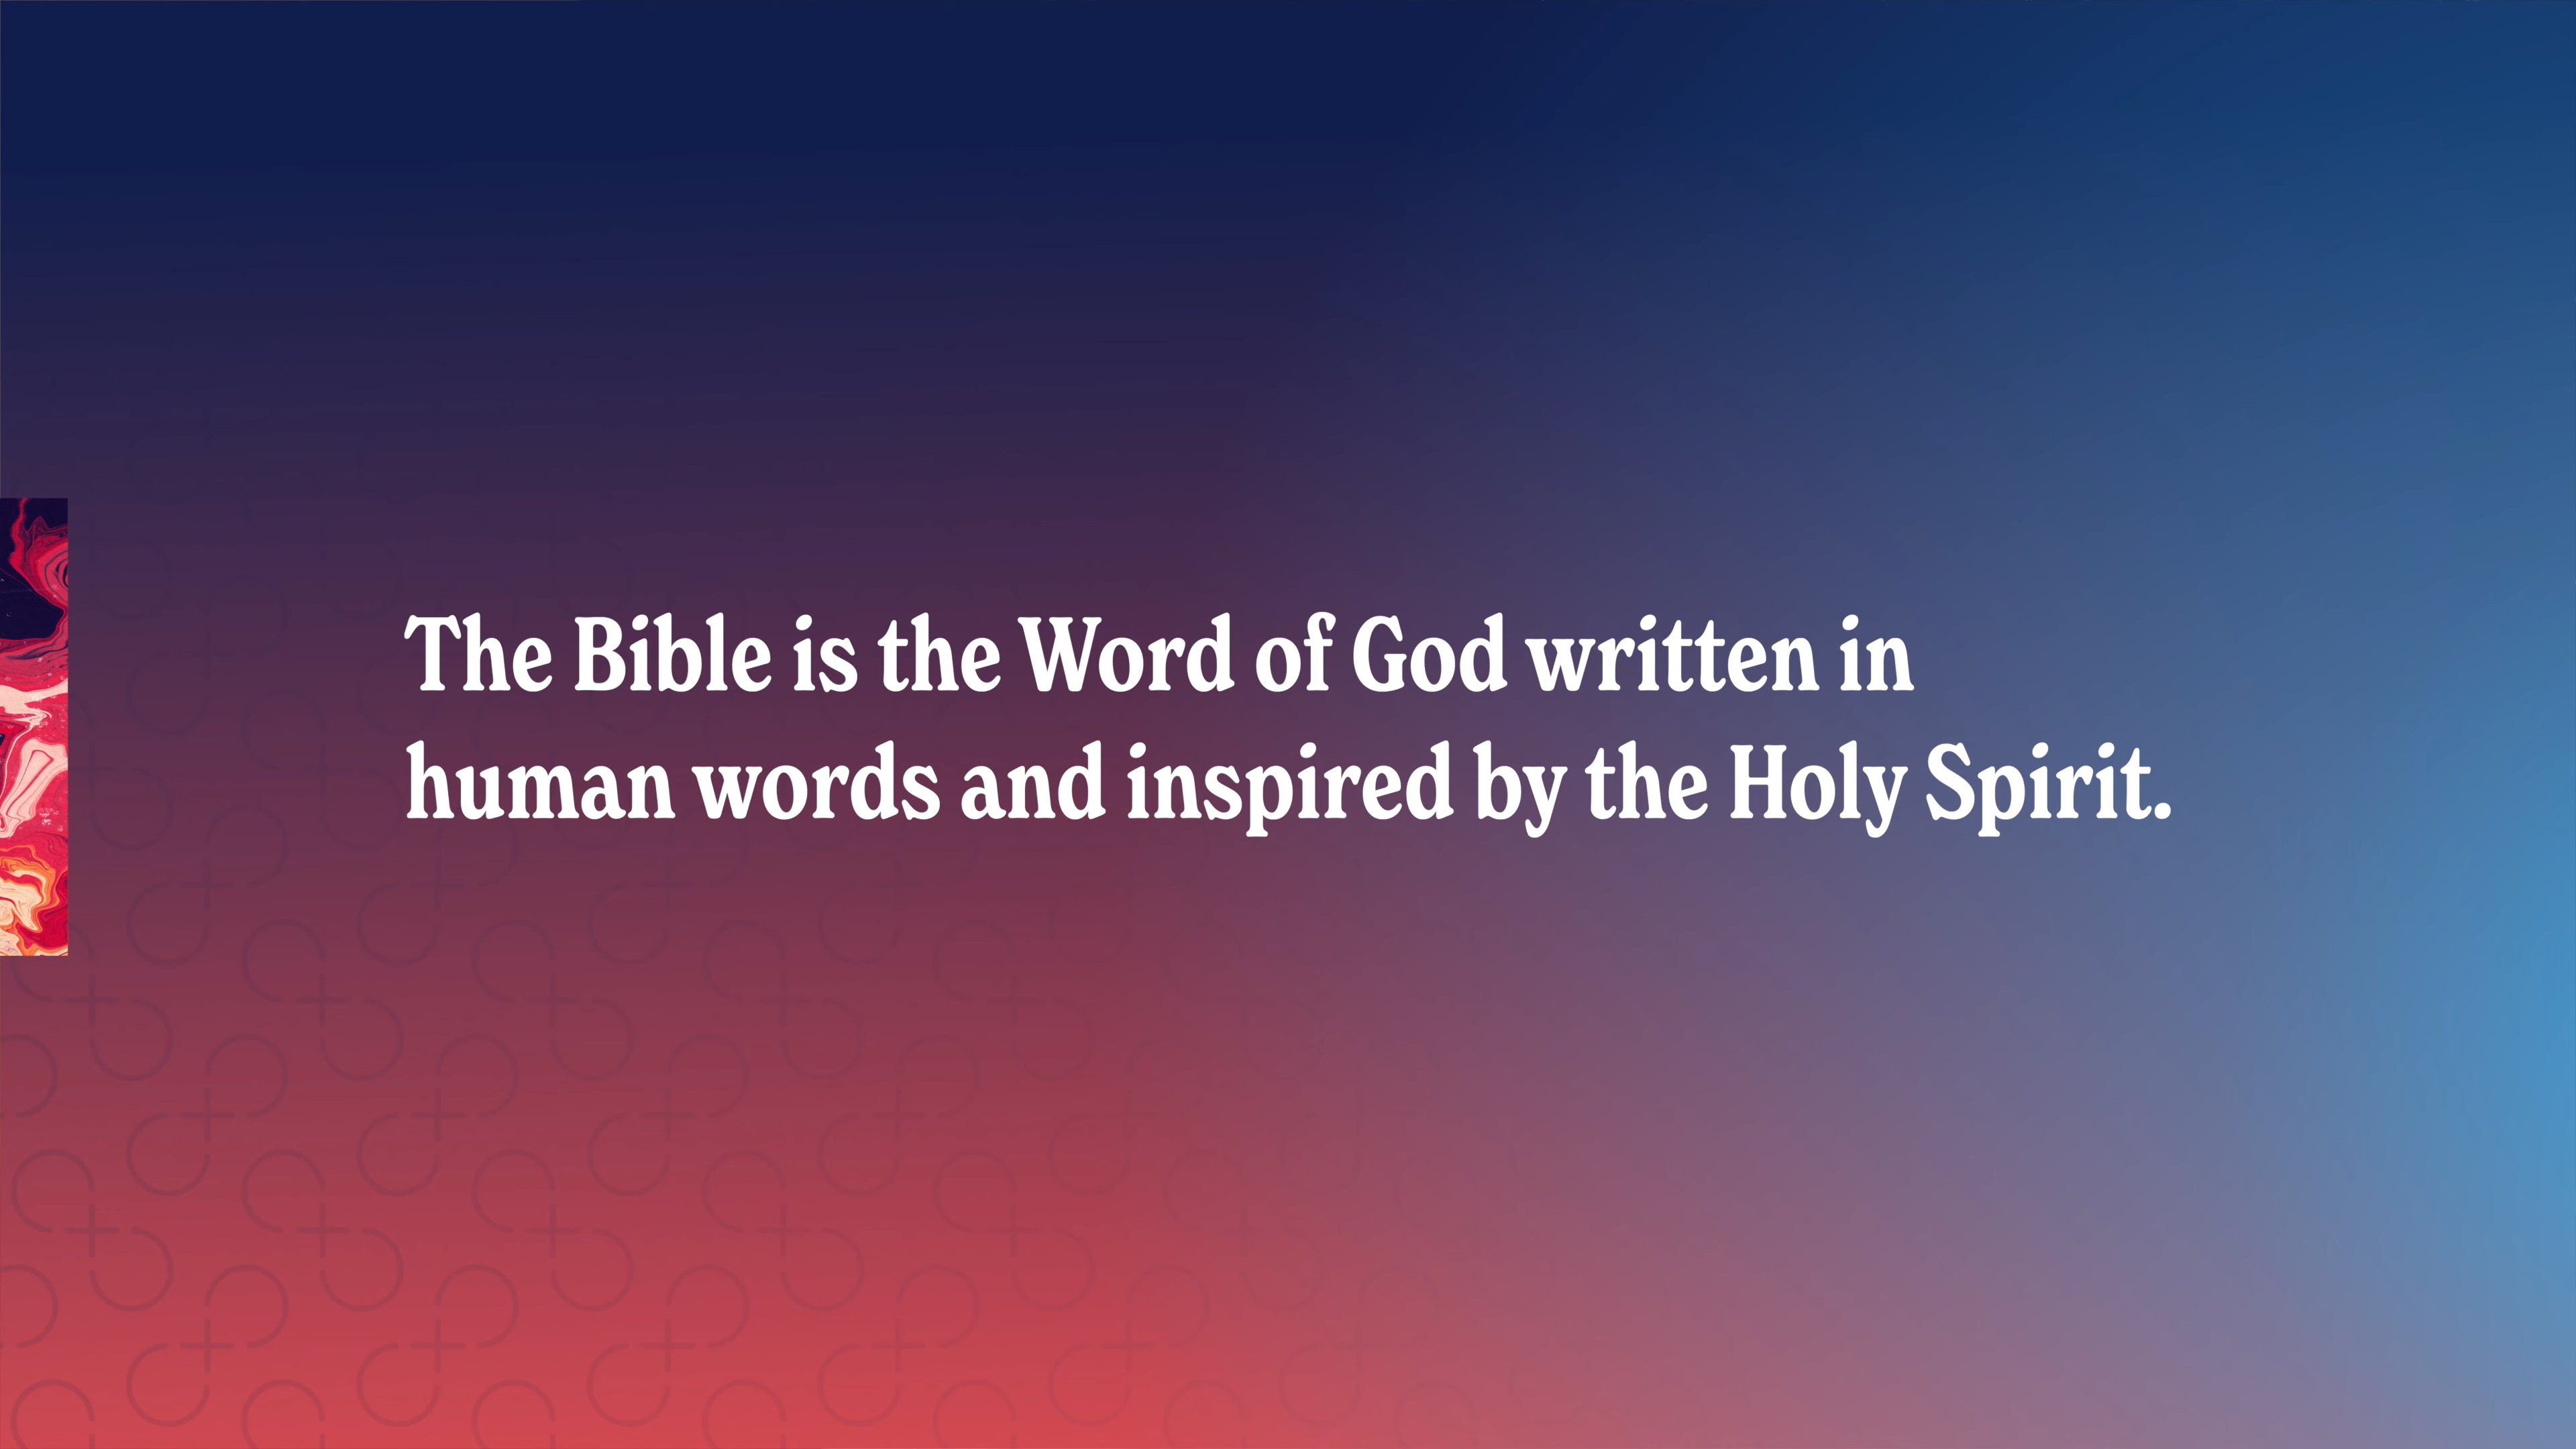 The Bible is the Word of God written in
human words and inspired by the Holy Spirit.